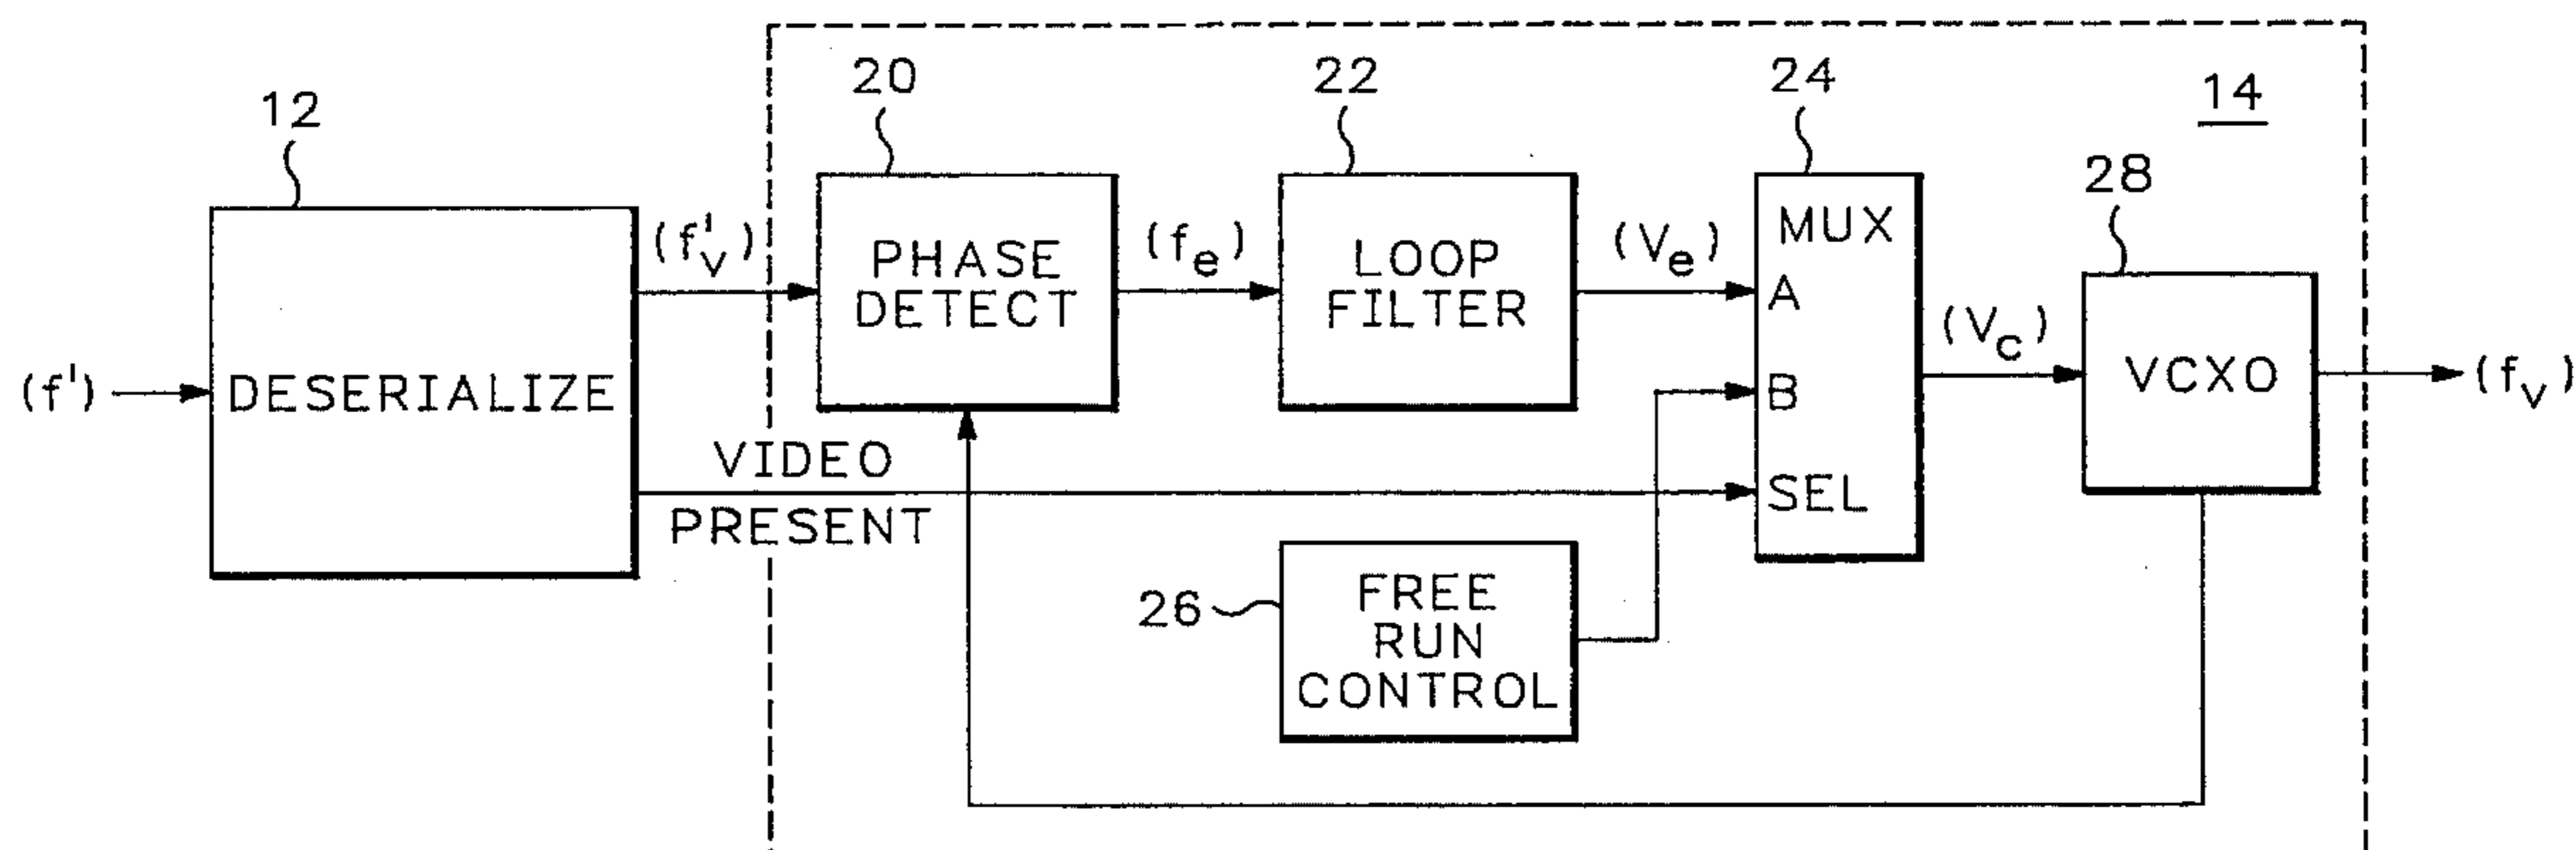 12
20
22
24
14
28
(f'v)
PHASE
DETECT
(fe)
LOOP
FILTER
(Ve)
MUX
A
B
SEL
(Vc)
VCXO
(fv)
(f')
DESERIALIZE
VIDEO
PRESENT
26
FREE
RUN
CONTROL